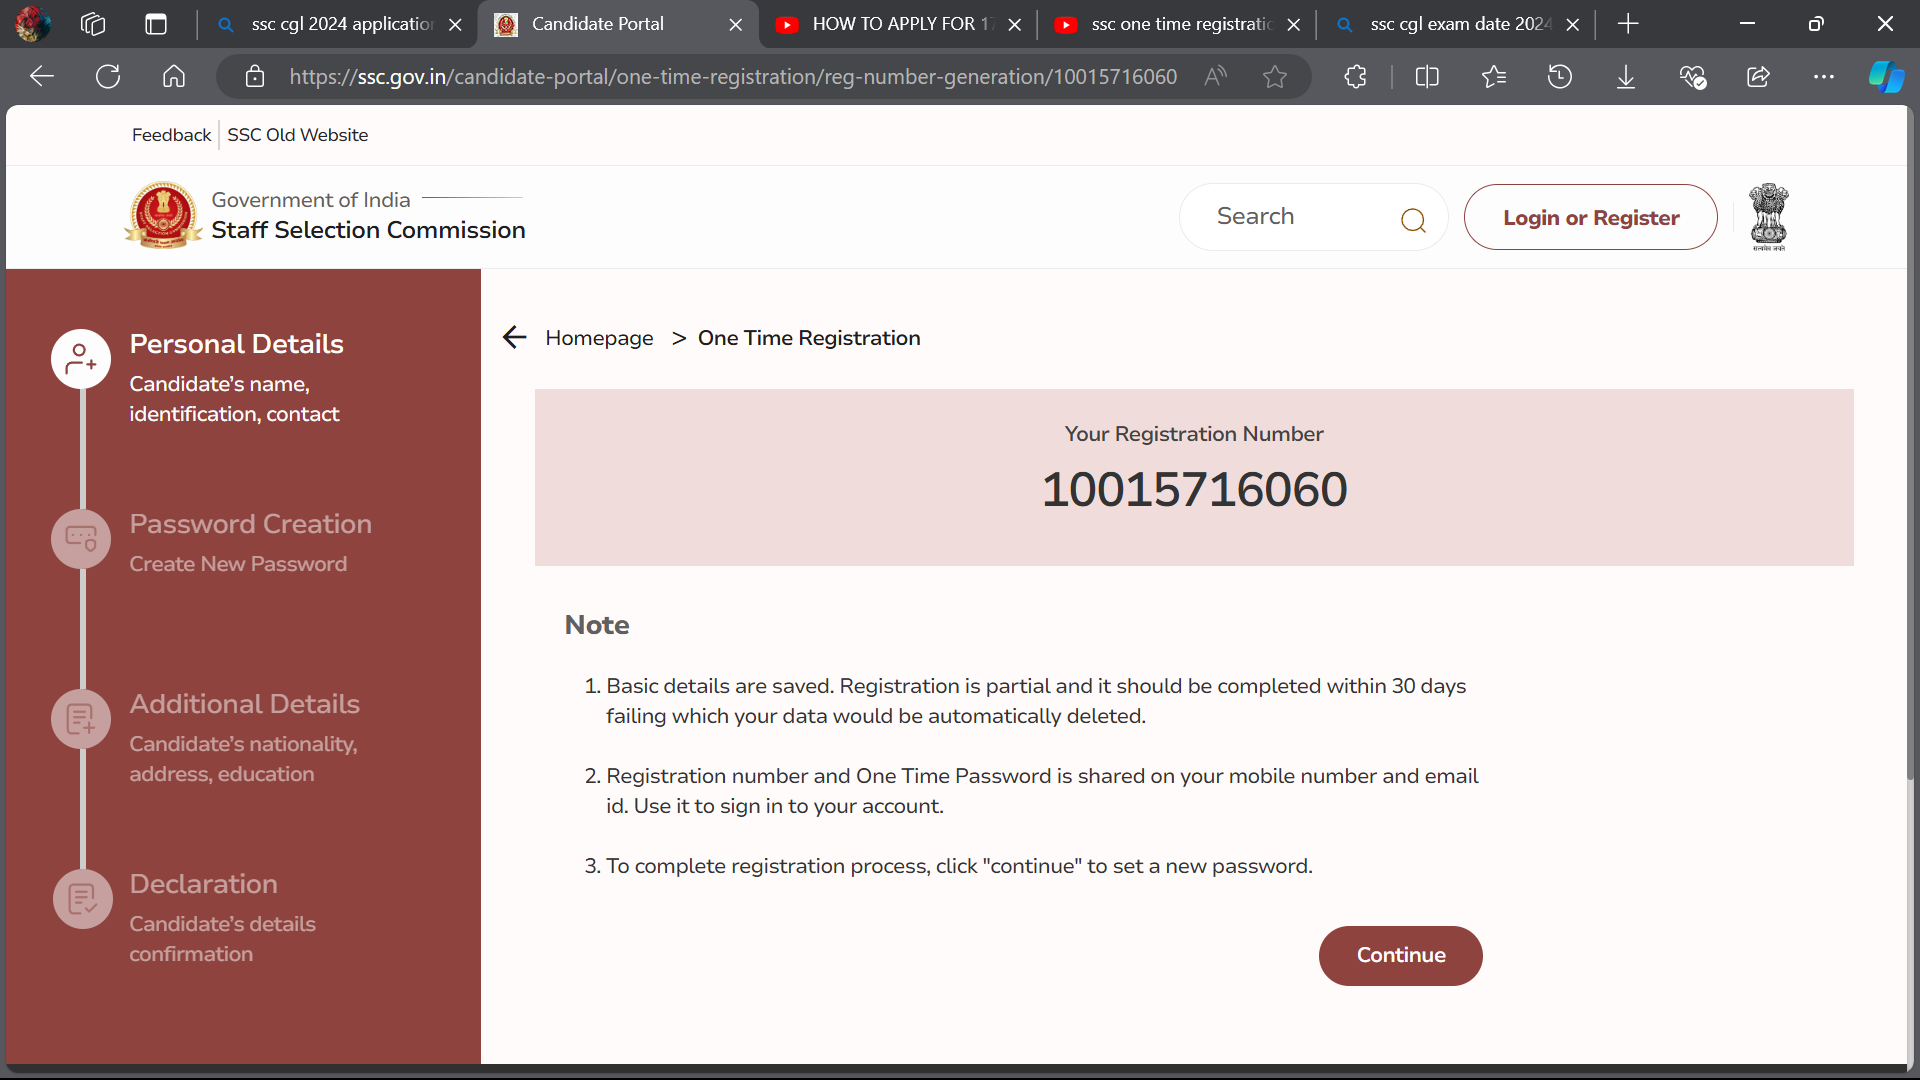 ssc cgl 2024 applicatio
Candidate Portal
HOW TO APPLY FOR 17
ssc one time registratio
ssc cgl exam date 2024
https://ssc.gov.in/candidate-portal/one-time-registration/reg-number-generation/10015716060
Feedback
SSC Old Website
Government of India
Staff Selection Commission
Search
Login or Register
सत्यमेव जयते
Personal Details
Candidate's name,
identification, contact
Password Creation
Create New Password
Additional Details
Candidate's nationality,
address, education
Declaration
Candidate's details
confirmation
Homepage > One Time Registration
Your Registration Number
10015716060
Note
1. Basic details are saved. Registration is partial and it should be completed within 30 days
failing which your data would be automatically deleted.
2. Registration number and One Time Password is shared on your mobile number and email
id. Use it to sign in to your account.
3. To complete registration process, click "continue" to set a new password.
Continue